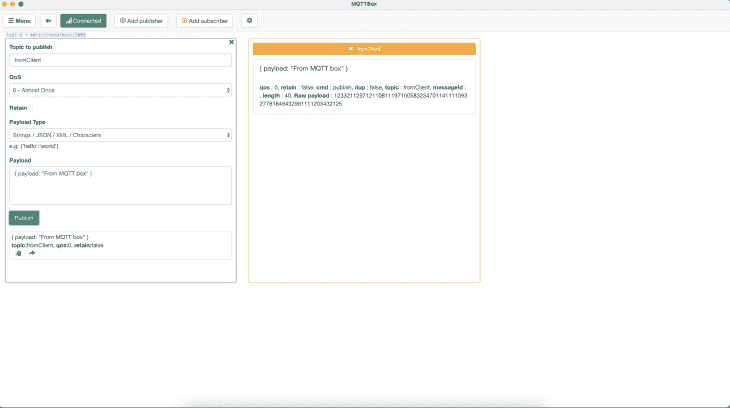 MQTTBox
Menu
Connected
Add publisher
Add subscriber
mqtt://localhost:1883
Topic to publish
fromClient
QoS
0 - Almost Once
Retain
Payload Type
Strings / JSON / XML / Characters
e.g: {'hello':'world'}
Payload
{ payload: "From MQTT box" }
Publish
{ payload: "From MQTT box" }
topic:fromClient, qos:0, retain:false
fromClient
{ payload: "From MQTT box" }
qos : 0, retain : false, cmd : publish, dup : false, topic : fromClient, messageId :
, length : 40, Raw payload :